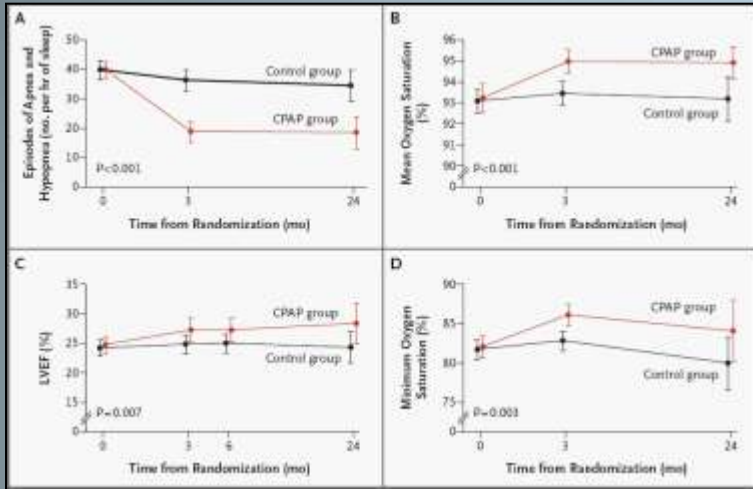 A
Episodes of Apnea and
Hypopnea (no. per hr of sleep)
50
40
30
20
10
0
Control group
CPAP group
P<0.001
0
3
24
Time from Randomization (mo)
B
Mean Oxygen Saturation
(%)
96
95
94
93
92
91
90
0
CPAP group
Control group
P<0.001
0
3
24
Time from Randomization (mo)
C
LVEF (%)
35
30
25
20
15
0
CPAP group
Control group
P=0.007
0
3
6
24
Time from Randomization (mo)
D
Minimum Oxygen
Saturation (%)
90
85
80
75
0
CPAP group
Control group
P=0.003
0
3
24
Time from Randomization (mo)